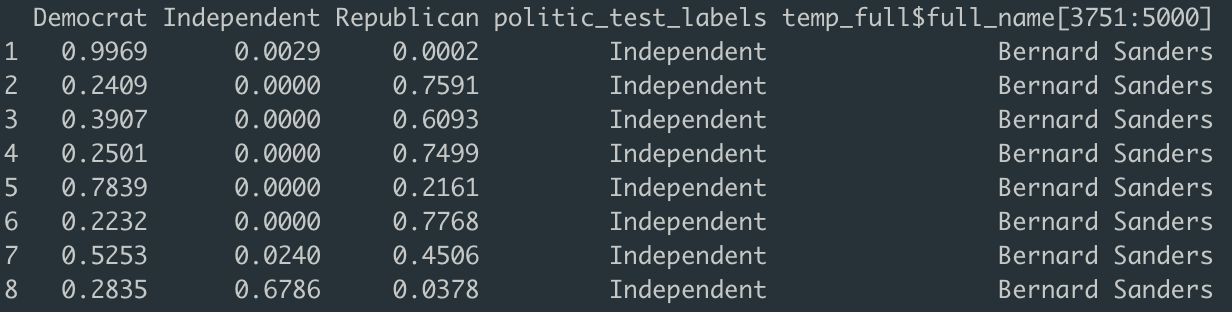 Democrat Independent Republican politic_test_labels temp_full$full_name[3751:5000]
1 0.9969 0.0029 0.0002 Independent Bernard Sanders
2 0.2409 0.0000 0.7591 Independent Bernard Sanders
3 0.3907 0.0000 0.6093 Independent Bernard Sanders
4 0.2501 0.0000 0.7499 Independent Bernard Sanders
5 0.7839 0.0000 0.2161 Independent Bernard Sanders
6 0.2232 0.0000 0.7768 Independent Bernard Sanders
7 0.5253 0.0240 0.4506 Independent Bernard Sanders
8 0.2835 0.6786 0.0378 Independent Bernard Sanders